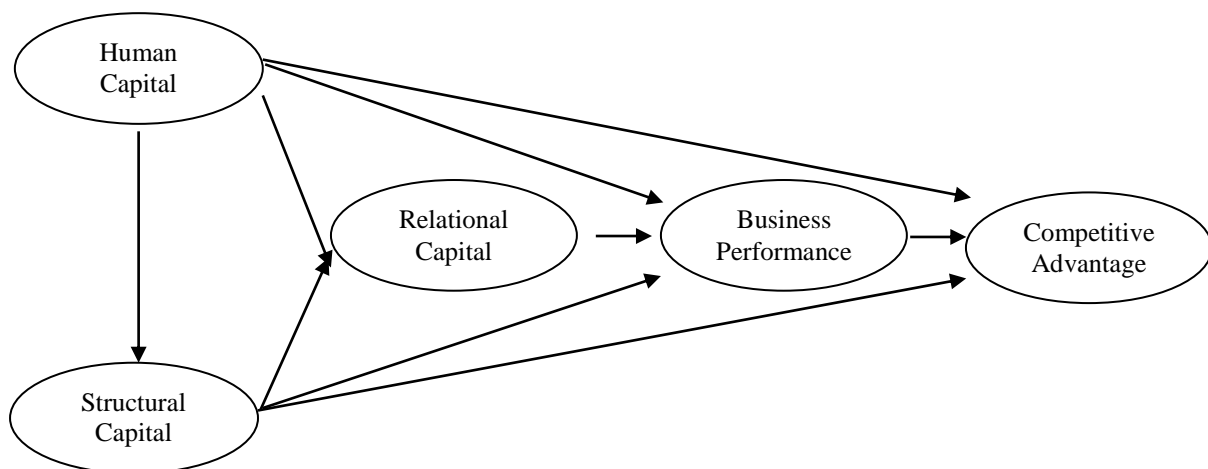 Human
Capital
Relational
Capital
Business
Performance
Competitive
Advantage
Structural
Capital